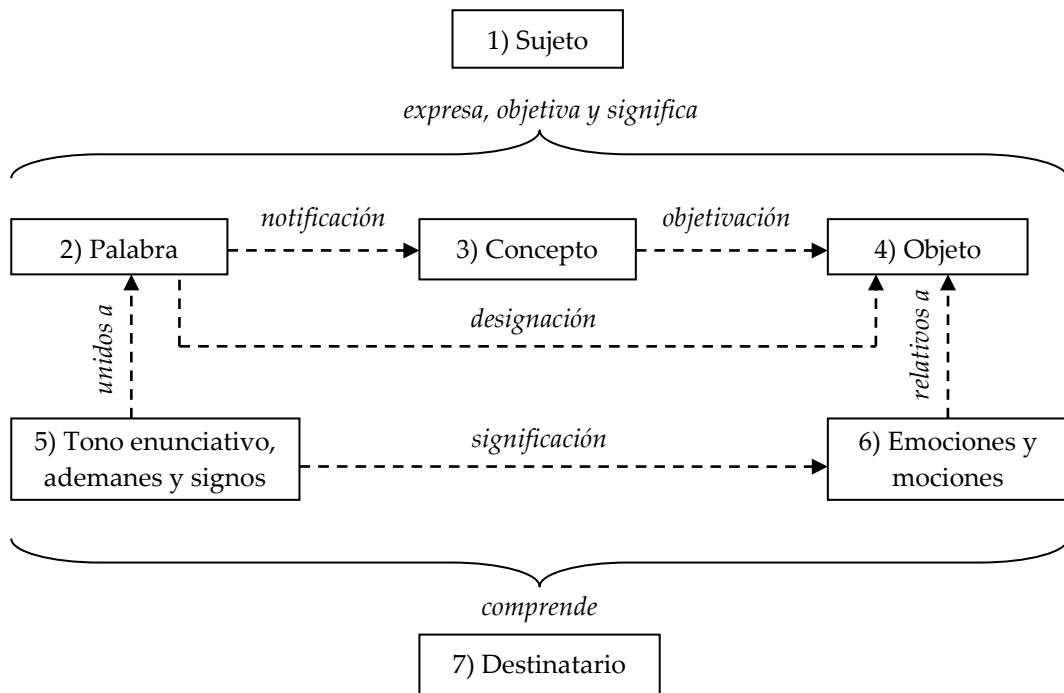 1) Sujeto
expresa, objetiva y significa
notificación
objetivación
2) Palabra
3) Concepto
4) Objeto
designación
unidos a
relativos a
5) Tono enunciativo,
ademanes y signos
significación
6) Emociones y
mociones
comprende
7) Destinatario